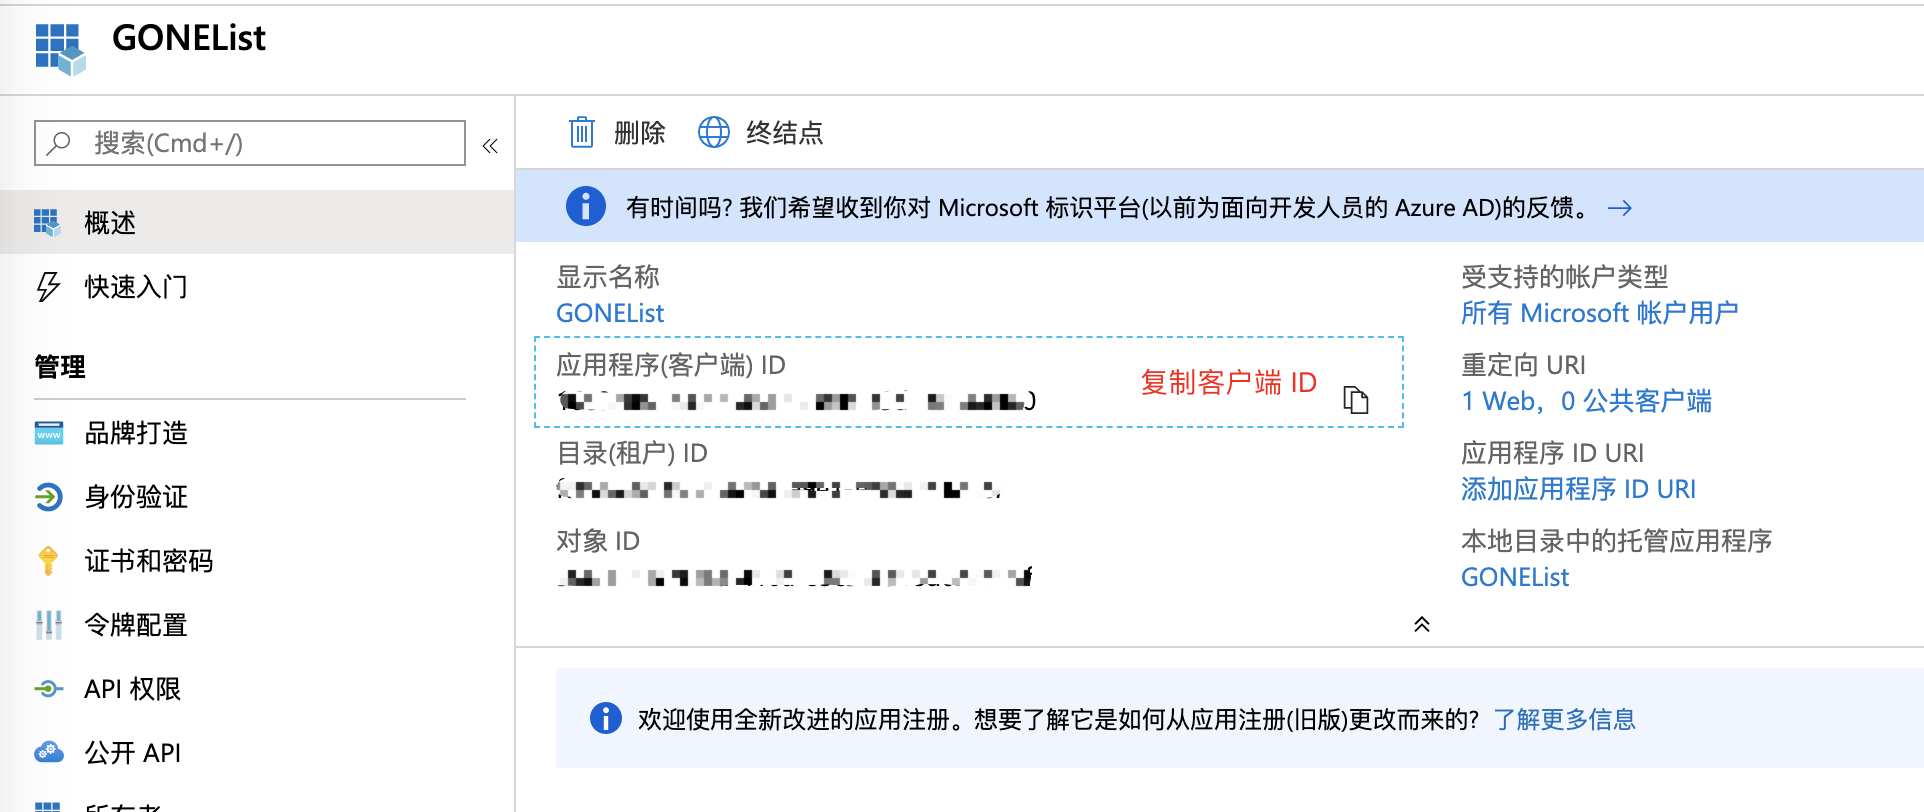 GONEList
搜索(Cmd+/)
«
概述
快速入门
管理
www
品牌打造
身份验证
证书和密码
令牌配置
API 权限
公开 API
所有者
删除
终结点
有时间吗? 我们希望收到你对 Microsoft 标识平台(以前为面向开发人员的 Azure AD)的反馈。 →
显示名称
GONEList
应用程序(客户端) ID
复制客户端 ID
目录(租户) ID
对象 ID
受支持的帐户类型
所有 Microsoft 帐户用户
重定向 URI
1 Web，0 公共客户端
应用程序 ID URI
添加应用程序 ID URI
本地目录中的托管应用程序
GONEList
欢迎使用全新改进的应用注册。想要了解它是如何从应用注册(旧版)更改而来的? 了解更多信息